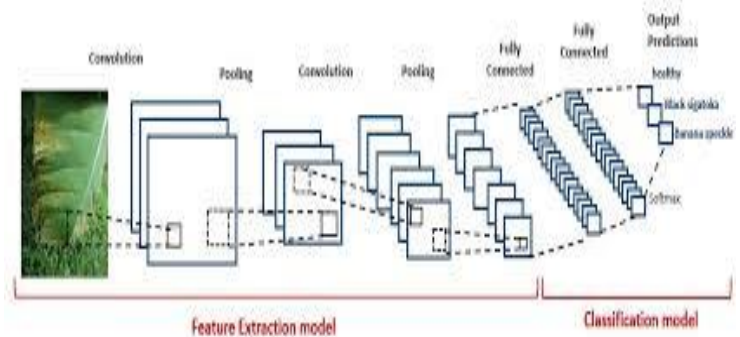 Convolution
Pooling
Convolution
Pooling
Fully
Connected
Fully
Connected
Output
Predictions
healthy
Black sigatoka
Banana speckle
Softmax
Feature Extraction model
Classification model